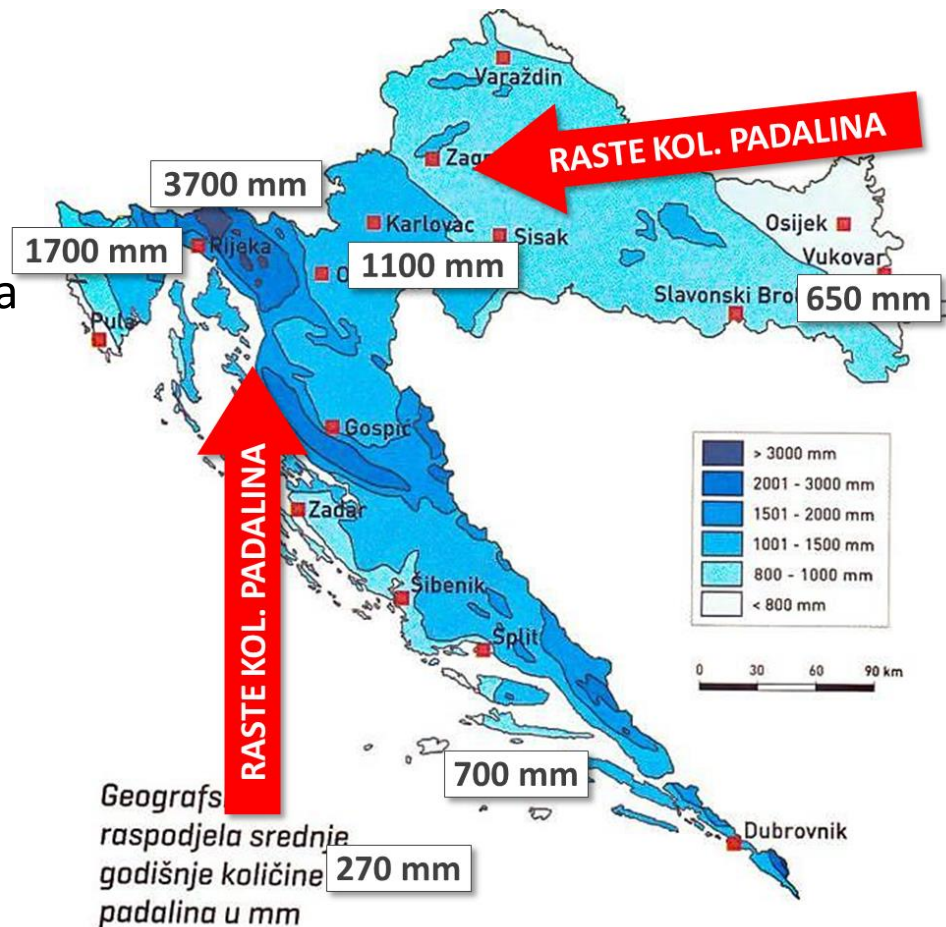 Varaždin
RASTE KOL. PADALINA
Zagr
3700 mm
Osijek
Karlovac
Rijeka
Sisak
1700 mm
Vukovar
O
1100 mm
a
Slavonski Bro
650 mm
Pula
Gospić
> 3000 mm
2001 - 3000 mm
1501 - 2000 mm
1001 - 1500 mm
800 - 1000 mm
< 800 mm
RASTE KOL. PADALINA
Zadar
Šibenik
Split
0 30 60 90 km
700 mm
Geografs
raspodjela srednje
godišnje količine
padalina u mm
270 mm
Dubrovnik